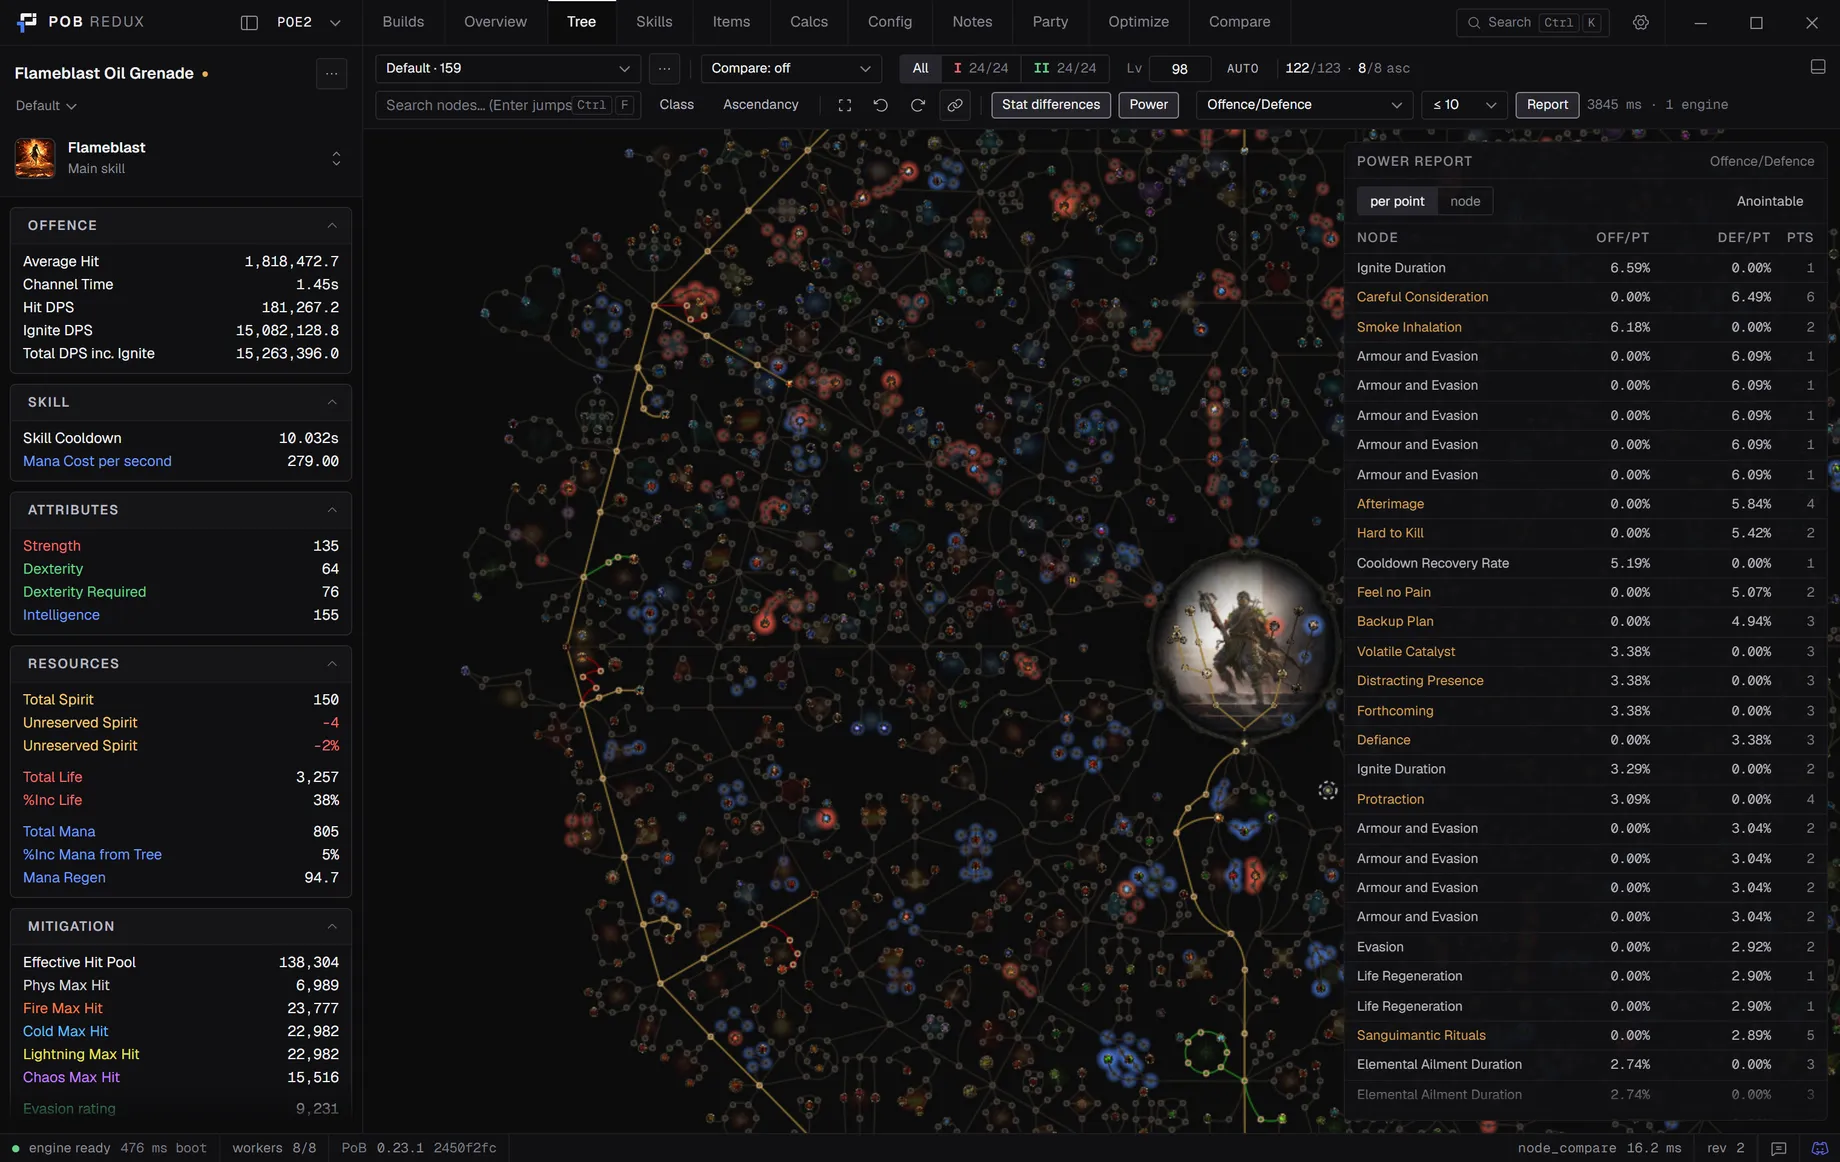 POB REDUX
POE2
Builds
Overview
Tree
Skills
Items
Calcs
Config
Notes
Party
Optimize
Compare
Search Ctrl K
Flameblast Oil Grenade
Default
Default · 159
Compare: off
All I 24/24 II 24/24
Lv 98 AUTO
122/123 · 8/8 asc
Search nodes... (Enter jumps Ctrl F
Class
Ascendancy
Stat differences
Power
Offence/Defence
≤ 10
Report
3845 ms · 1 engine
Flameblast
Main skill
OFFENCE
Average Hit 1,818,472.7
Channel Time 1.45s
Hit DPS 181,267.2
Ignite DPS 15,082,128.8
Total DPS inc. Ignite 15,263,396.0
SKILL
Skill Cooldown 10.032s
Mana Cost per second 279.00
ATTRIBUTES
Strength 135
Dexterity 64
Dexterity Required 76
Intelligence 155
RESOURCES
Total Spirit 150
Unreserved Spirit -4
Unreserved Spirit -2%
Total Life 3,257
%Inc Life 38%
Total Mana 805
%Inc Mana from Tree 5%
Mana Regen 94.7
MITIGATION
Effective Hit Pool 138,304
Phys Max Hit 6,989
Fire Max Hit 23,777
Cold Max Hit 22,982
Lightning Max Hit 22,982
Chaos Max Hit 15,516
Evasion rating 9,231
POWER REPORT Offence/Defence
per point node Anointable
NODE OFF/PT DEF/PT PTS
Ignite Duration 6.59% 0.00% 1
Careful Consideration 0.00% 6.49% 6
Smoke Inhalation 6.18% 0.00% 2
Armour and Evasion 0.00% 6.09% 1
Armour and Evasion 0.00% 6.09% 1
Armour and Evasion 0.00% 6.09% 1
Armour and Evasion 0.00% 6.09% 1
Armour and Evasion 0.00% 6.09% 1
Afterimage 0.00% 5.84% 4
Hard to Kill 0.00% 5.42% 2
Cooldown Recovery Rate 5.19% 0.00% 1
Feel no Pain 0.00% 5.07% 2
Backup Plan 0.00% 4.94% 3
Volatile Catalyst 3.38% 0.00% 3
Distracting Presence 3.38% 0.00% 3
Forthcoming 3.38% 0.00% 3
Defiance 0.00% 3.38% 3
Ignite Duration 3.29% 0.00% 2
Protraction 3.09% 0.00% 4
Armour and Evasion 0.00% 3.04% 2
Armour and Evasion 0.00% 3.04% 2
Armour and Evasion 0.00% 3.04% 2
Armour and Evasion 0.00% 3.04% 2
Evasion 0.00% 2.92% 2
Life Regeneration 0.00% 2.90% 1
Life Regeneration 0.00% 2.90% 1
Sanguimantic Rituals 0.00% 2.89% 5
Elemental Ailment Duration 2.74% 0.00% 3
Elemental Ailment Duration 2.74% 0.00% 3
engine ready 476 ms boot
workers 8/8
PoB 0.23.1 2450f2fc
node_compare 16.2 ms
rev 2